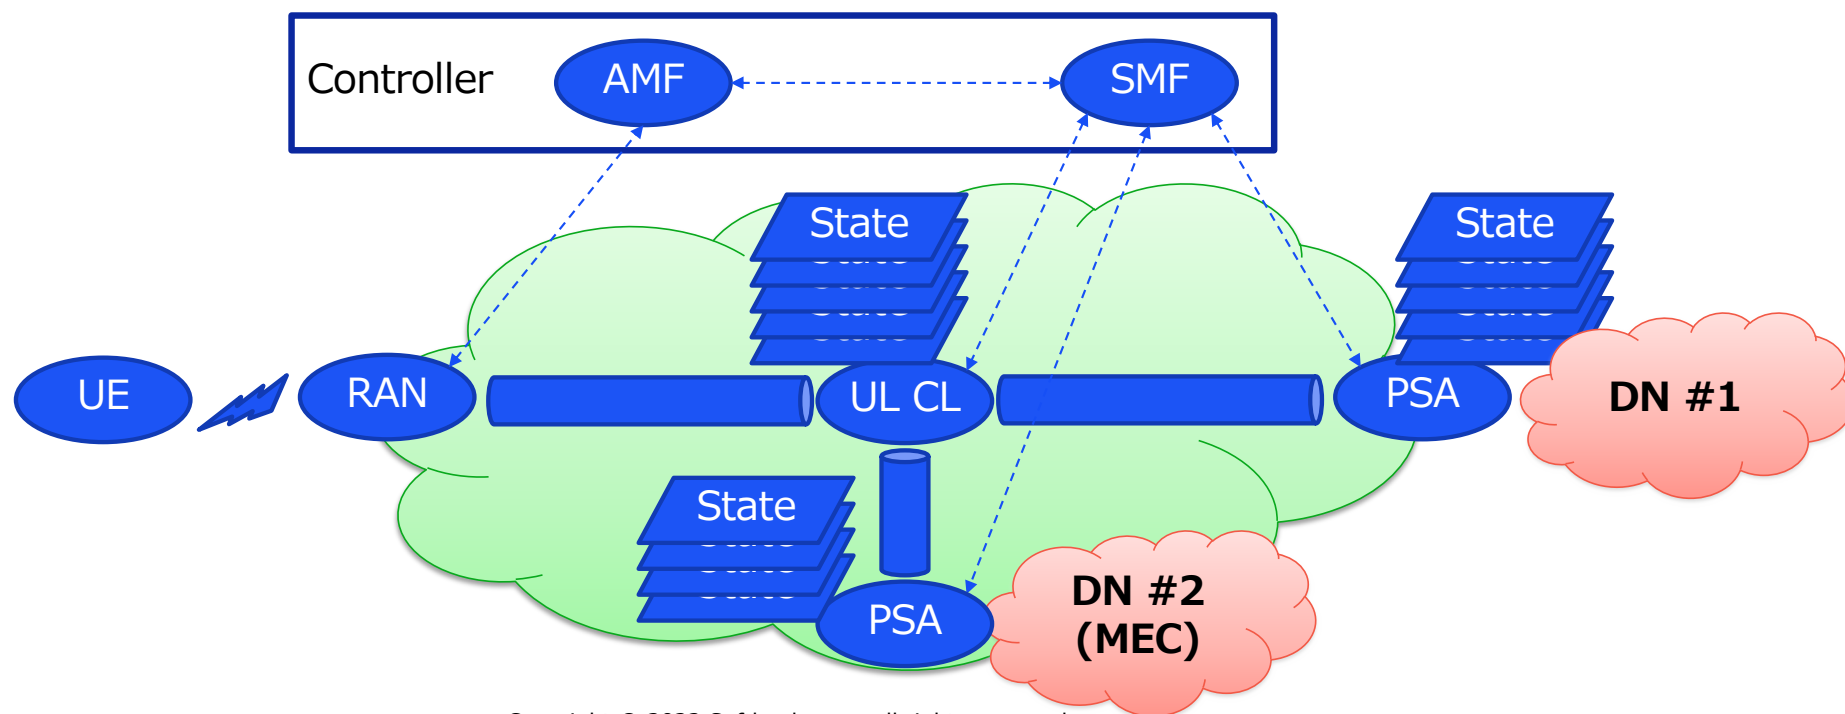 Controller
AMF
SMF
State
State
UE
RAN
UL CL
PSA
DN #1
State
PSA
DN #2
(MEC)